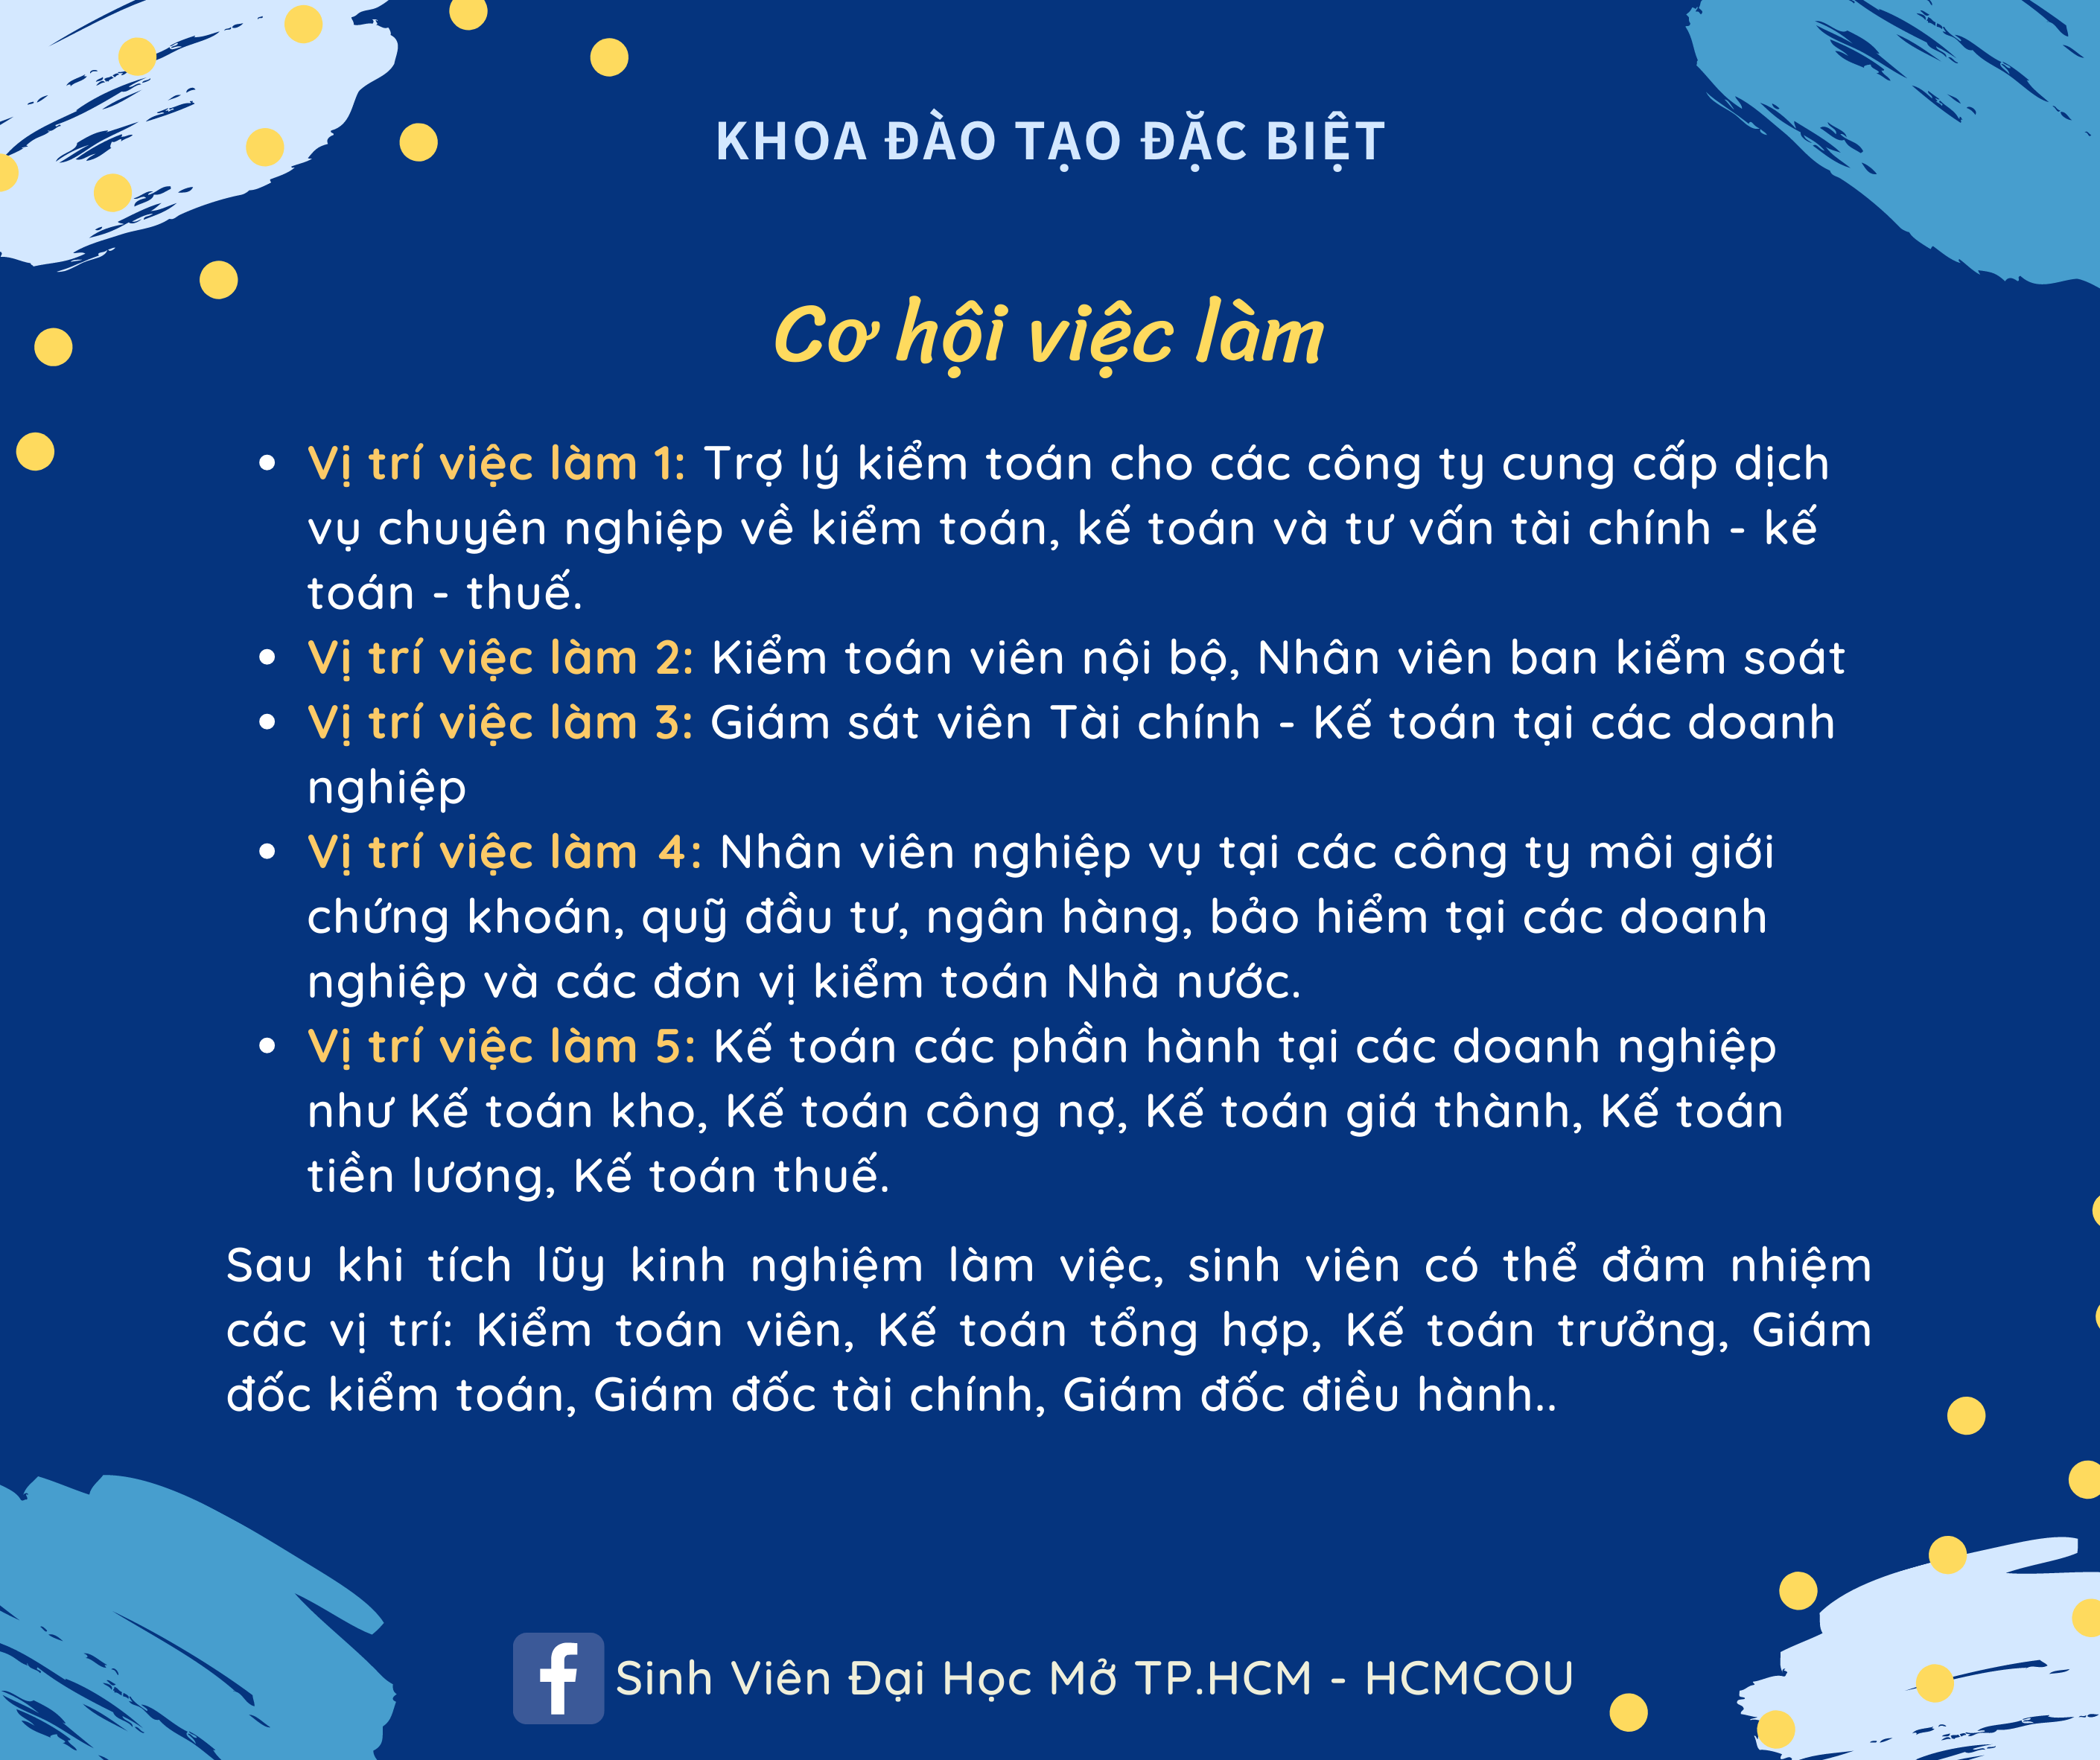 KHOA ĐÀO TẠO ĐẶC BIỆT
Cơ hội việc làm
• Vị trí việc làm 1: Trợ lý kiểm toán cho các công ty cung cấp dịch
vụ chuyên nghiệp về kiểm toán, kế toán và tư vấn tài chính - kế
toán - thuế.
• Vị trí việc làm 2: Kiểm toán viên nội bộ, Nhân viên ban kiểm soát
• Vị trí việc làm 3: Giám sát viên Tài chính - Kế toán tại các doanh
nghiệp
• Vị trí việc làm 4: Nhân viên nghiệp vụ tại các công ty môi giới
chứng khoán, quỹ đầu tư, ngân hàng, bảo hiểm tại các doanh
nghiệp và các đơn vị kiểm toán Nhà nước.
• Vị trí việc làm 5: Kế toán các phần hành tại các doanh nghiệp
như Kế toán kho, Kế toán công nợ, Kế toán giá thành, Kế toán
tiền lương, Kế toán thuế.
Sau khi tích lũy kinh nghiệm làm việc, sinh viên có thể đảm nhiệm
các vị trí: Kiểm toán viên, Kế toán tổng hợp, Kế toán trưởng, Giám
đốc kiểm toán, Giám đốc tài chính, Giám đốc điều hành..
f Sinh Viên Đại Học Mở TP.HCM - HCMCOU